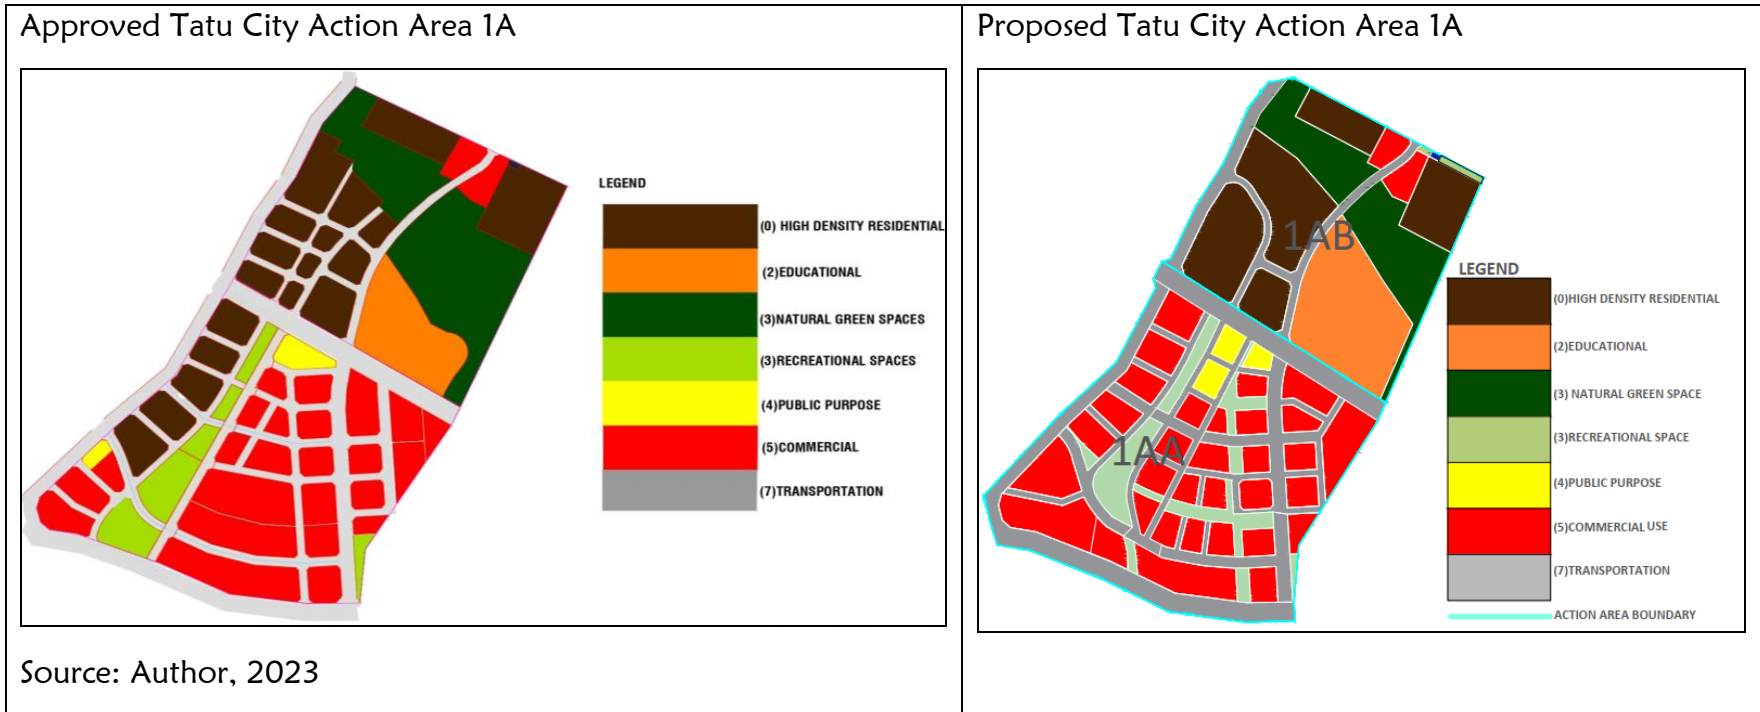 Approved Tatu City Action Area 1A
LEGEND
(0) HIGH DENSITY RESIDENTIAL
(2)EDUCATIONAL
(3)NATURAL GREEN SPACES
(3)RECREATIONAL SPACES
(4)PUBLIC PURPOSE
(5)COMMERCIAL
(7)TRANSPORTATION
Source: Author, 2023
Proposed Tatu City Action Area 1A
1AB
1AA
LEGEND
(0)HIGH DENSITY RESIDENTIAL
(2)EDUCATIONAL
(3) NATURAL GREEN SPACE
(3)RECREATIONAL SPACE
(4)PUBLIC PURPOSE
(5)COMMERCIAL USE
(7)TRANSPORTATION
ACTION AREA BOUNDARY